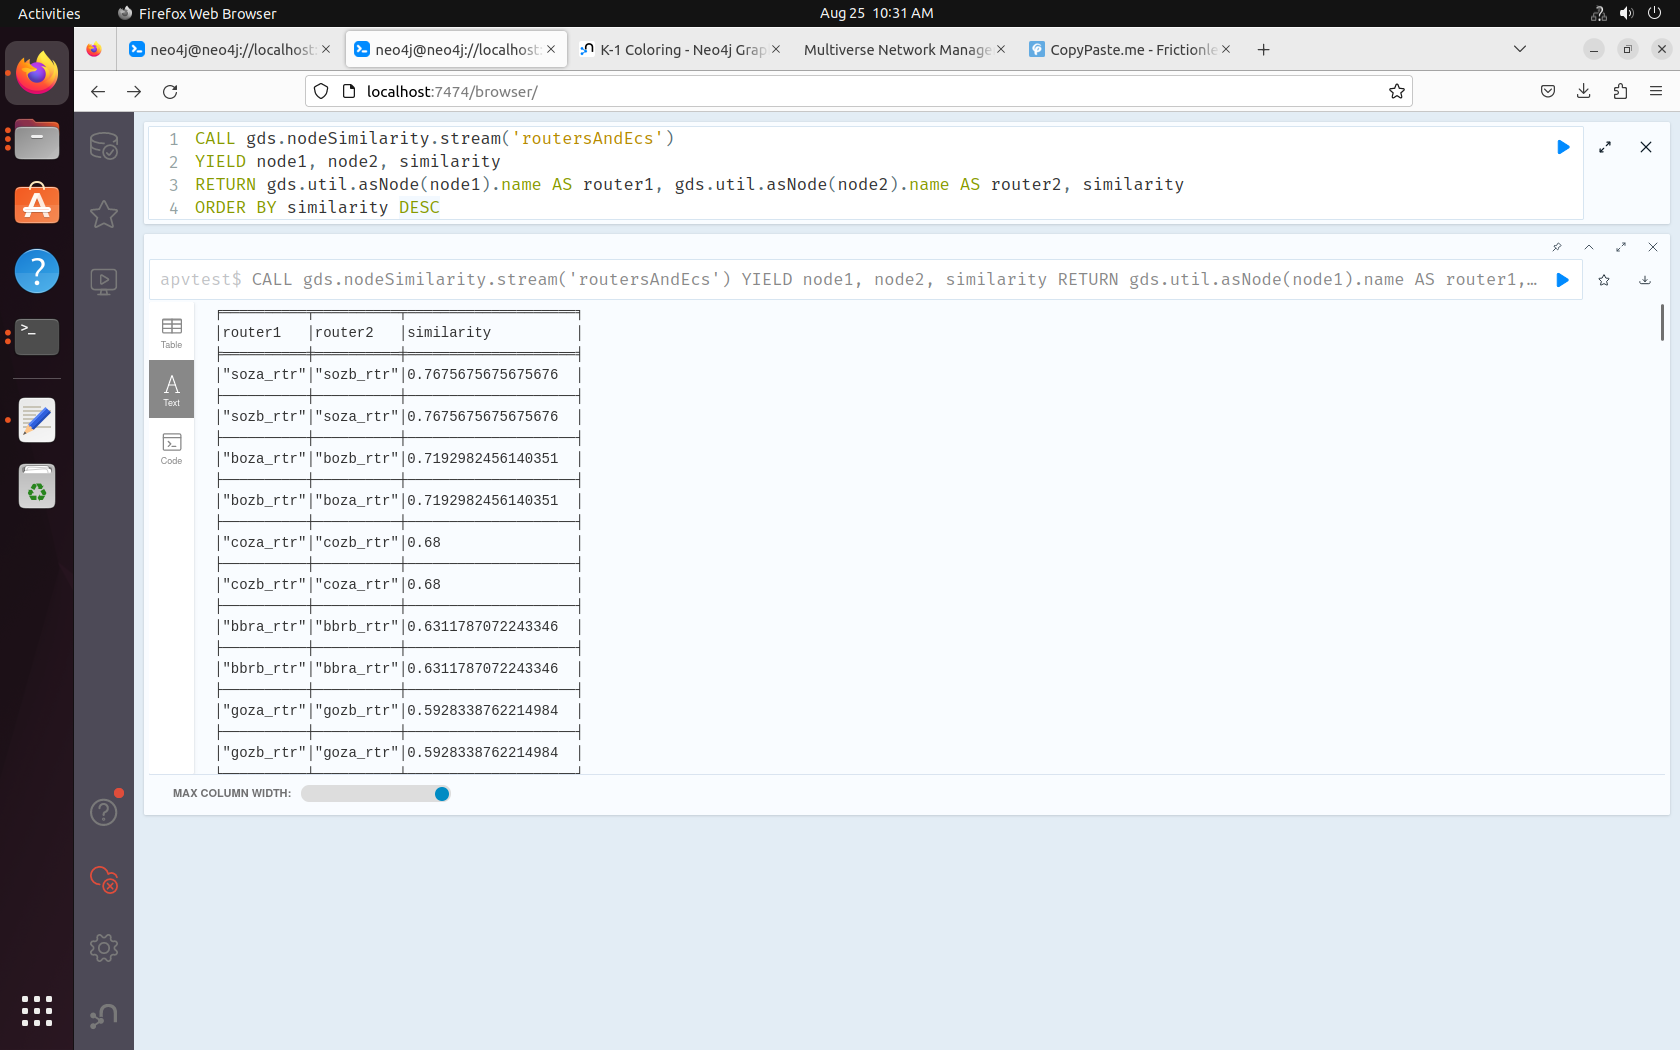 Activities
Firefox Web Browser
Aug 25 10:31 AM
neo4j@neo4j://localhost:
neo4j@neo4j://localhost:
K-1 Coloring - Neo4j Grap
Multiverse Network Manage
CopyPaste.me - Frictionle
localhost:7474/browser/
1 CALL gds.nodeSimilarity.stream('routersAndEcs')
2 YIELD node1, node2, similarity
3 RETURN gds.util.asNode(node1).name AS router1, gds.util.asNode(node2).name AS router2, similarity
4 ORDER BY similarity DESC
apvtest$ CALL gds.nodeSimilarity.stream('routersAndEcs') YIELD node1, node2, similarity RETURN gds.util.asNode(node1).name AS router1,…
Table
Text
Code
router1 router2 similarity
"soza_rtr" "sozb_rtr" 0.7675675675675676
"sozb_rtr" "soza_rtr" 0.7675675675675676
"boza_rtr" "bozb_rtr" 0.7192982456140351
"bozb_rtr" "boza_rtr" 0.7192982456140351
"coza_rtr" "cozb_rtr" 0.68
"cozb_rtr" "coza_rtr" 0.68
"bbra_rtr" "bbrb_rtr" 0.6311787072243346
"bbrb_rtr" "bbra_rtr" 0.6311787072243346
"goza_rtr" "gozb_rtr" 0.5928338762214984
"gozb_rtr" "goza_rtr" 0.5928338762214984
MAX COLUMN WIDTH: